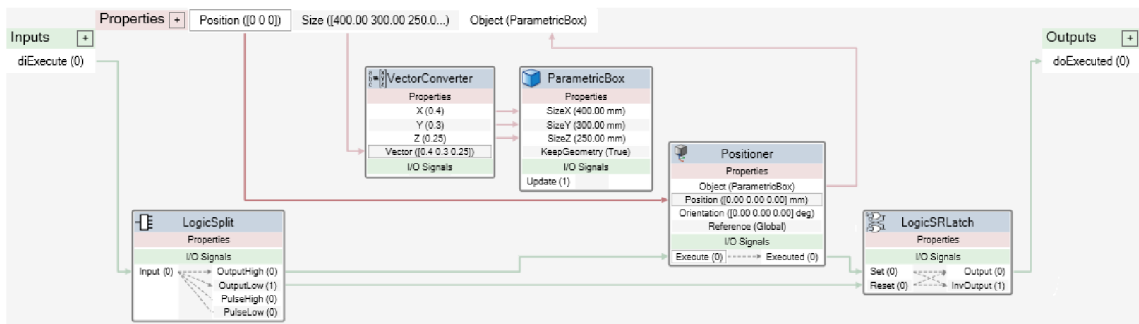 Properties + Position ([0 0 0]) Size ([400.00 300.00 250.0...) Object (ParametricBox)
Inputs +
diExecute (0)
Outputs +
doExecuted (0)
VectorConverter
Properties
X (0.4)
Y (0.3)
Z (0.25)
Vector ([0.4 0.3 0.25])
I/O Signals
ParametricBox
Properties
SizeX (400.00 mm)
SizeY (300.00 mm)
SizeZ (250.00 mm)
KeepGeometry (True)
I/O Signals
Update (1)
Positioner
Properties
Object (ParametricBox)
Position ([0.00 0.00 0.00] mm)
Orientation ([0.00 0.00 0.00] deg)
Reference (Global)
I/O Signals
Execute (0) Executed (0)
LogicSplit
Properties
I/O Signals
Input (0) OutputHigh (0)
OutputLow (1)
PulseHigh (0)
PulseLow (0)
LogicSRLatch
Properties
I/O Signals
Set (0) Output (0)
Reset (0) InvOutput (1)